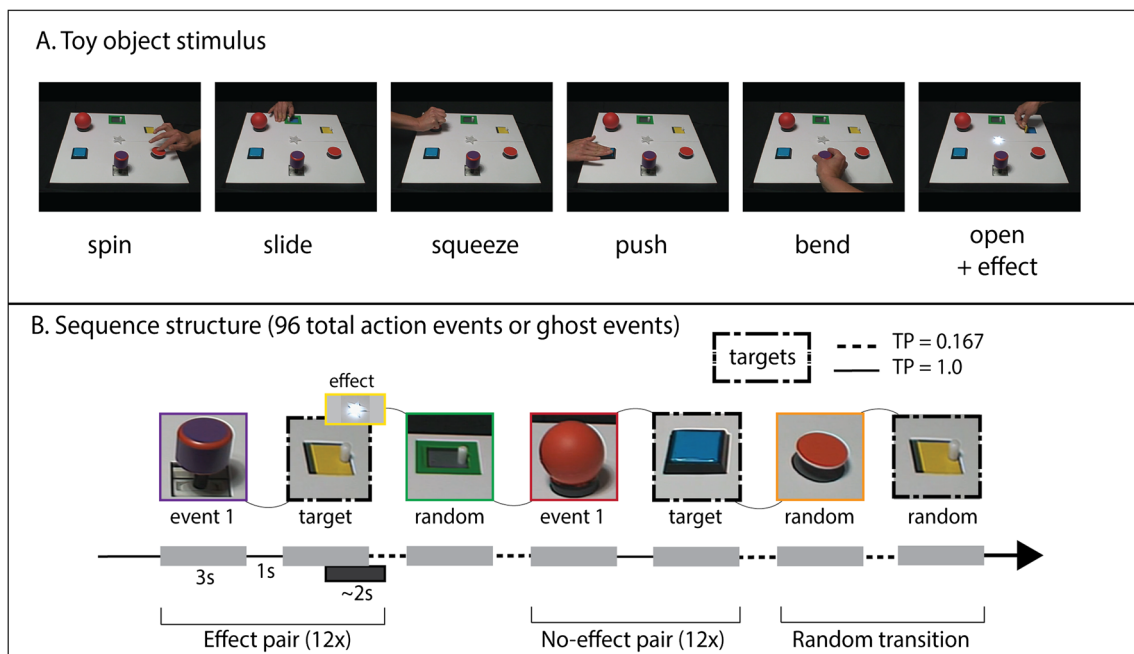 A. Toy object stimulus
spin
slide
squeeze
push
bend
open
+ effect
B. Sequence structure (96 total action events or ghost events)
targets
TP = 0.167
TP = 1.0
effect
event 1
target
random
event 1
target
random
random
3s
1s
~2s
Effect pair (12x)
No-effect pair (12x)
Random transition